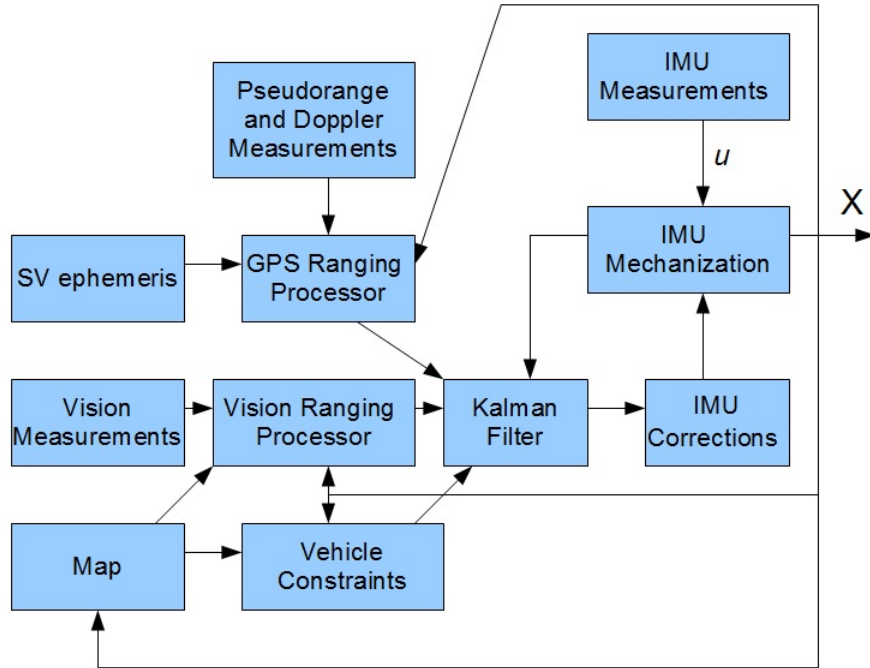 IMU
Measurements
Pseudorange
and Doppler
Measurements
u
X
SV ephemeris
GPS Ranging
Processor
IMU
Mechanization
Vision
Measurements
Vision Ranging
Processor
Kalman
Filter
IMU
Corrections
Map
Vehicle
Constraints